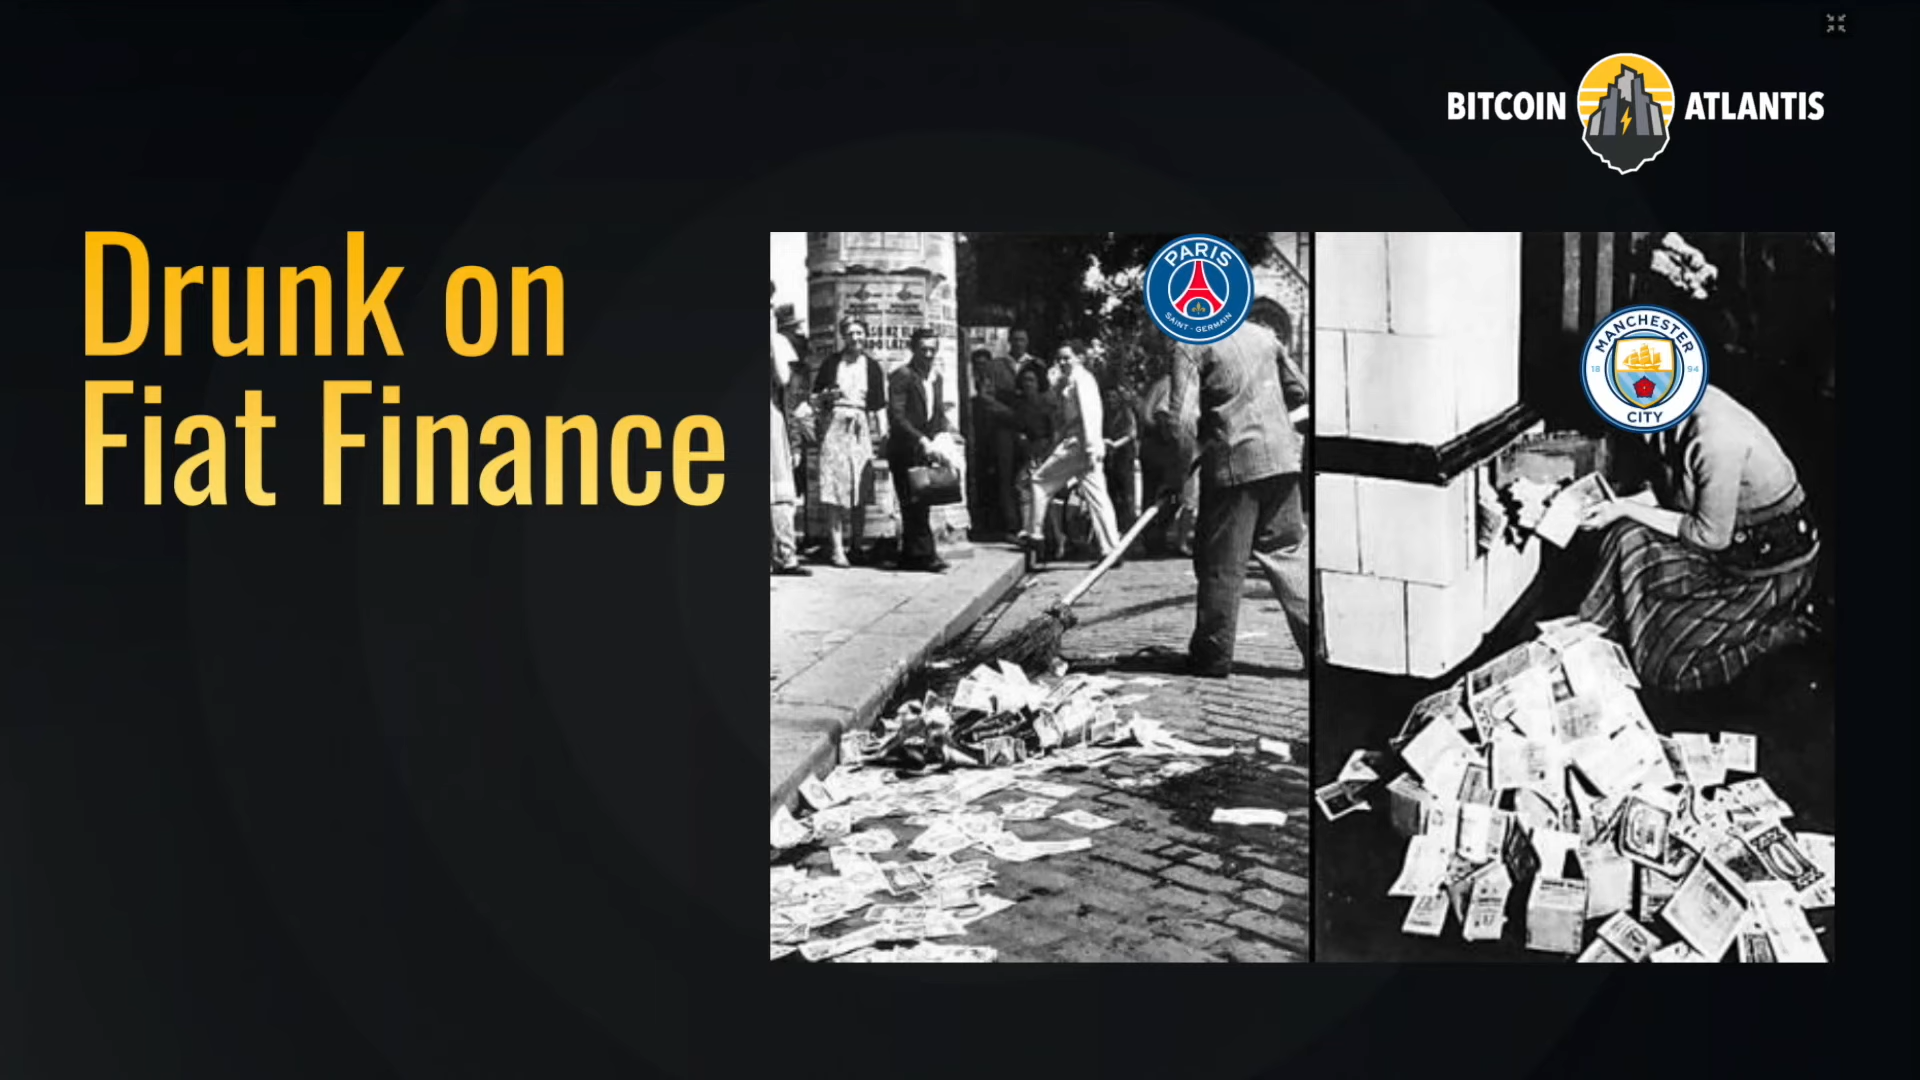 BITCOIN ATLANTIS
Drunk on
Fiat Finance
PARIS
SAINT-GERMAIN
MANCHESTER
18 94
CITY